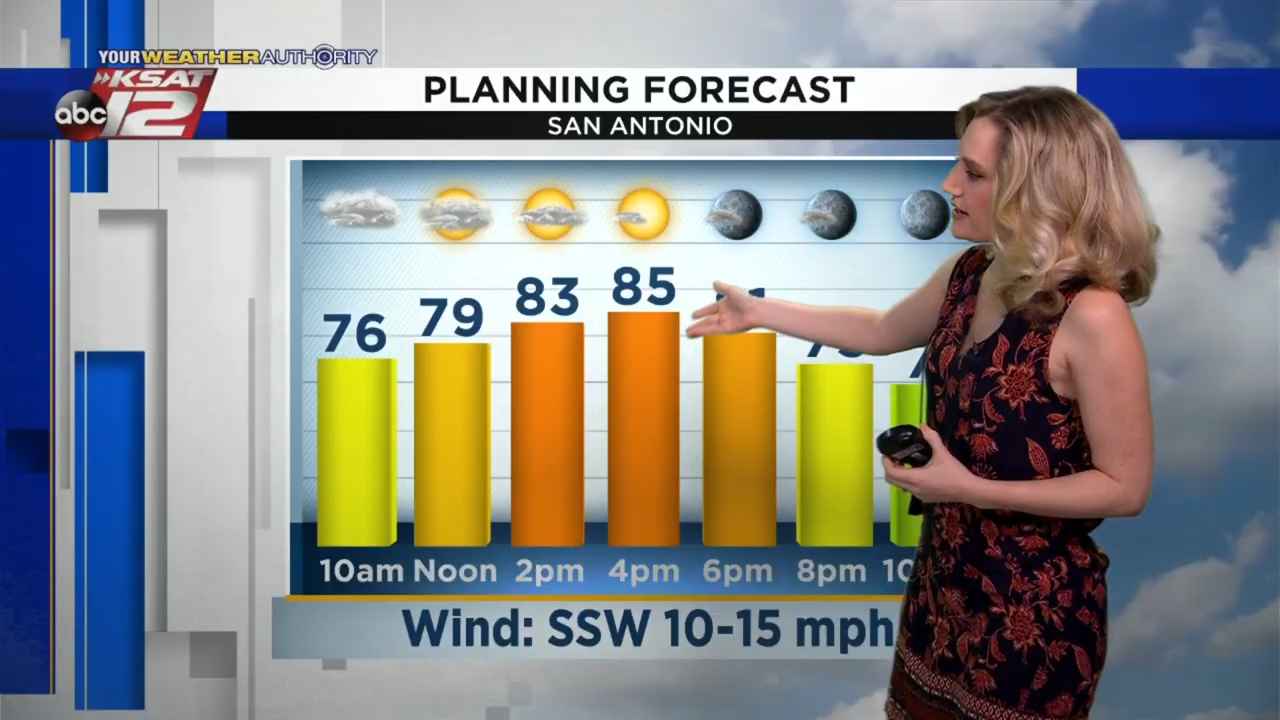 YOUR WEATHER AUTHORITY
KSAT
abc 12
PLANNING FORECAST
SAN ANTONIO
76 79 83 85
10am Noon 2pm 4pm 6pm 8pm
Wind: SSW 10-15 mph